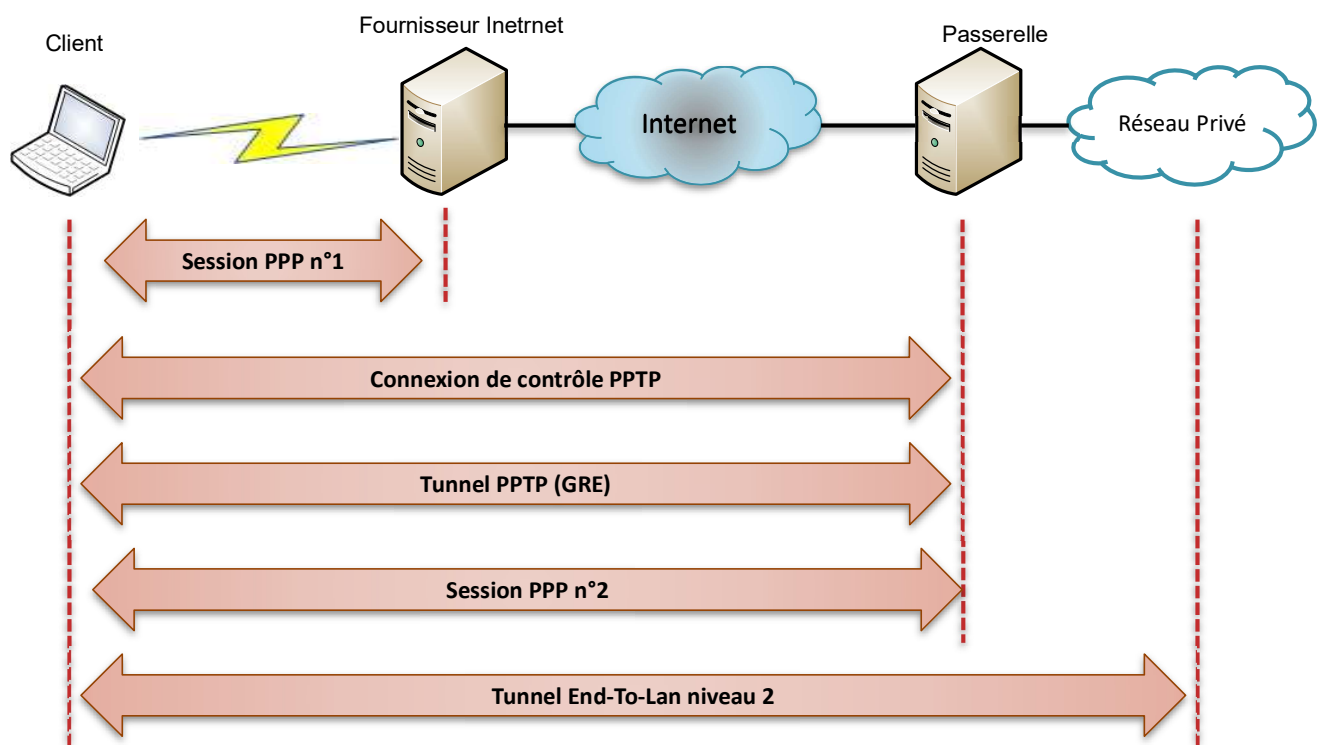 Client
Fournisseur Inetrnet
Passerelle
Internet
Réseau Privé
Session PPP n°1
Connexion de contrôle PPTP
Tunnel PPTP (GRE)
Session PPP n°2
Tunnel End-To-Lan niveau 2